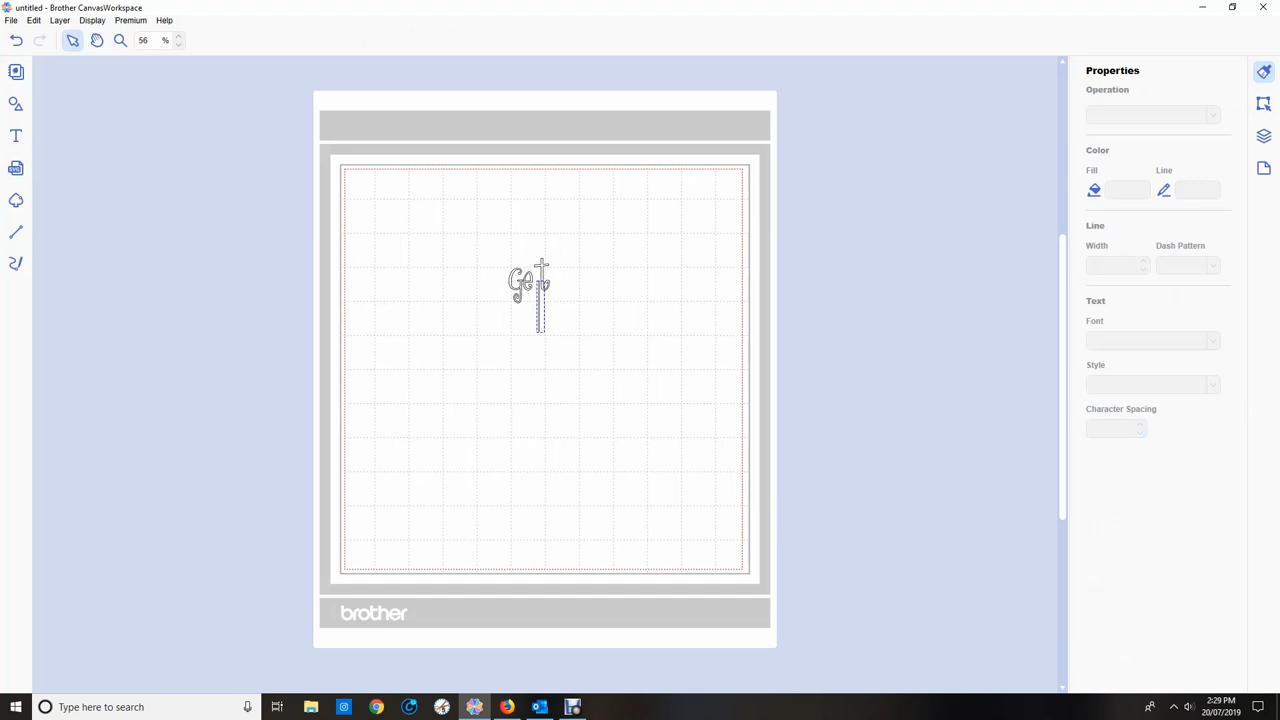 untitled - Brother CanvasWorkspace
File Edit Layer Display Premium Help
56 %
Properties
Operation
Color
Fill Line
Line
Width Dash Pattern
Get
Text
Font
Style
Character Spacing
brother
Type here to search
2:29 PM
20/07/2019